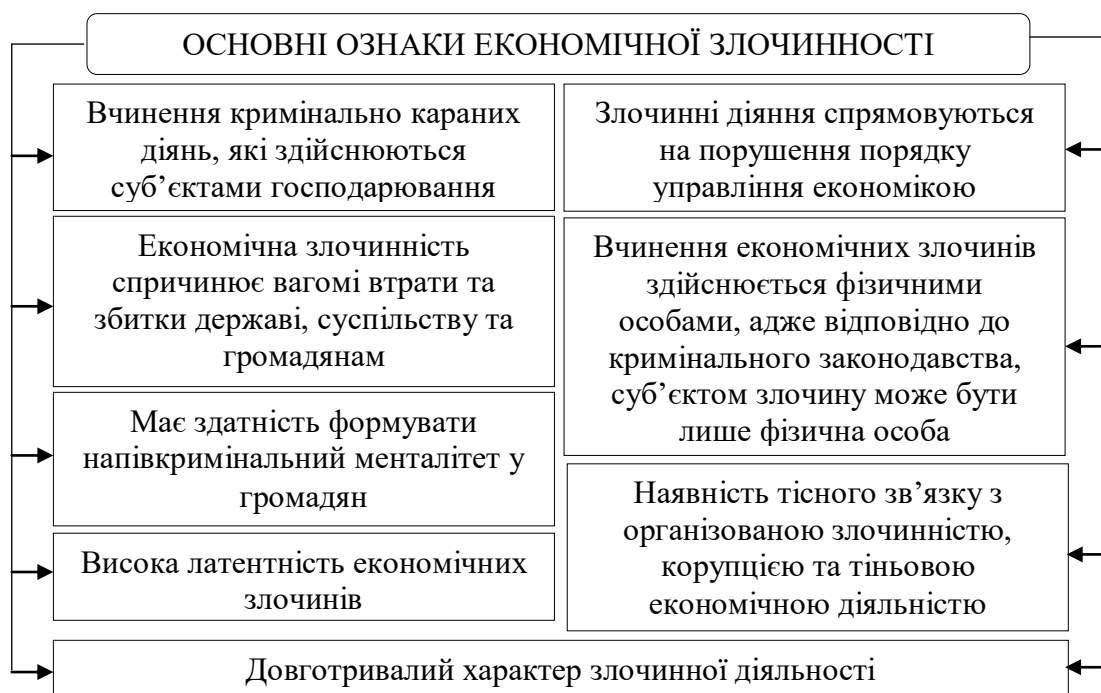 ОСНОВНІ ОЗНАКИ ЕКОНОМІЧНОЇ ЗЛОЧИННОСТІ
Вчинення кримінально караних
діянь, які здійснюються
суб’єктами господарювання
Економічна злочинність
спричинює вагомі втрати та
збитки державі, суспільству та
громадянам
Має здатність формувати
напівкримінальний менталітет у
громадян
Висока латентність економічних
злочинів
Злочинні діяння спрямовуються
на порушення порядку
управління економікою
Вчинення економічних злочинів
здійснюється фізичними
особами, адже відповідно до
кримінального законодавства,
суб’єктом злочину може бути
лише фізична особа
Наявність тісного зв’язку з
організованою злочинністю,
корупцією та тіньовою
економічною діяльністю
Довготривалий характер злочинної діяльності